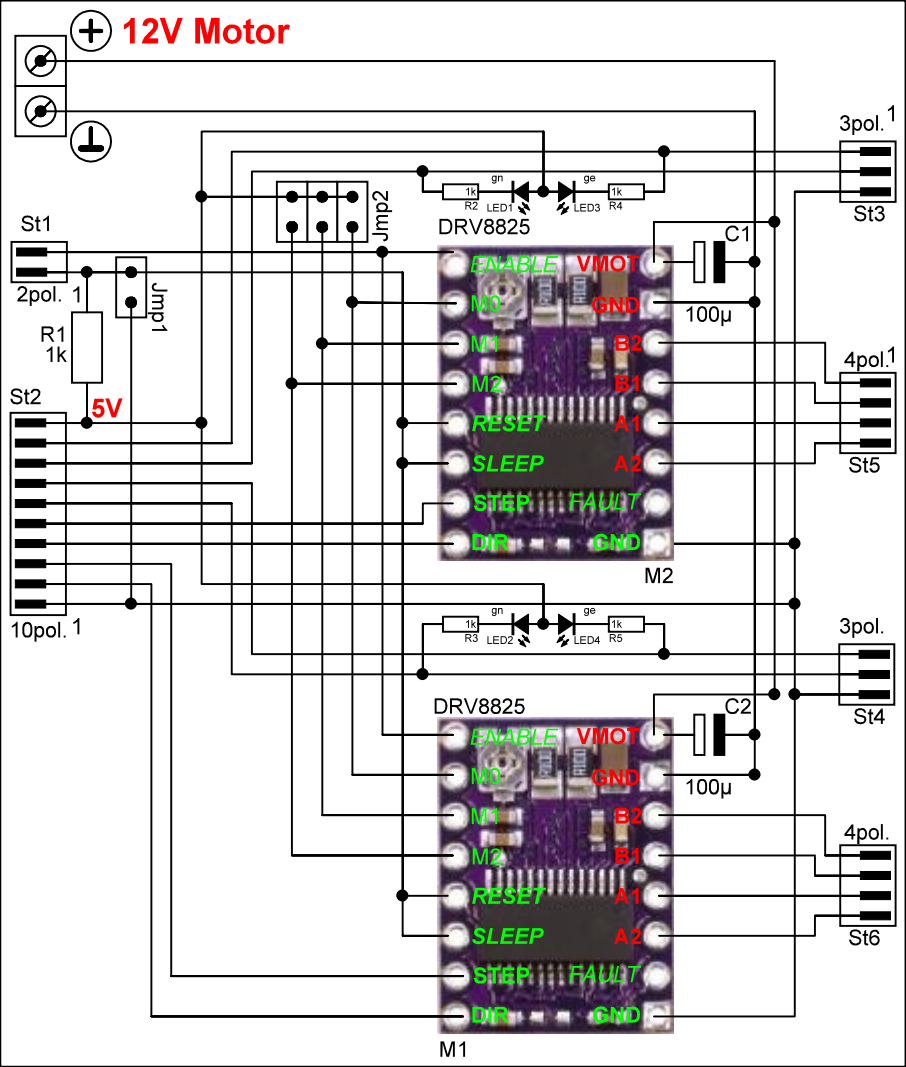 12V Motor
3pol. 1
St3
gn
ge
1k
1k
R2
LED1
LED3
R4
Jmp2
DRV8825
St1
2pol. 1
Jmp1
R1
1k
C1
100µ
ENABLE
VMOT
M0
GND
M1
B2
M2
B1
RESET
A1
SLEEP
A2
STEP
FAULT
DIR
GND
M2
4pol. 1
St5
St2
5V
10pol. 1
gn
ge
1k
1k
R3
LED2
LED4
R5
3pol.
St4
DRV8825
C2
100µ
ENABLE
VMOT
M0
GND
M1
B2
M2
B1
RESET
A1
SLEEP
A2
STEP
FAULT
DIR
GND
M1
4pol.
St6